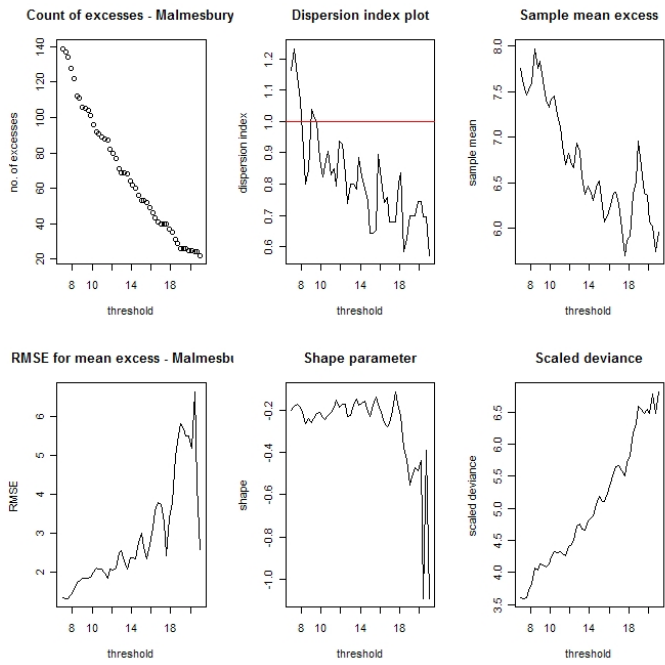 Count of excesses - Malmesbury
no. of excesses
20 40 60 80 100 120 140
8 10 14 18
threshold
Dispersion index plot
dispersion index
0.6 0.7 0.8 0.9 1.0 1.1 1.2
8 10 14 18
threshold
Sample mean excess
sample mean
6.0 6.5 7.0 7.5 8.0
8 10 14 18
threshold
RMSE for mean excess - Malmesbu
RMSE
2 3 4 5 6
8 10 14 18
threshold
Shape parameter
shape
-1.0 -0.8 -0.6 -0.4 -0.2
8 10 14 18
threshold
Scaled deviance
scaled deviance
3.5 4.0 4.5 5.0 5.5 6.0 6.5
8 10 14 18
threshold